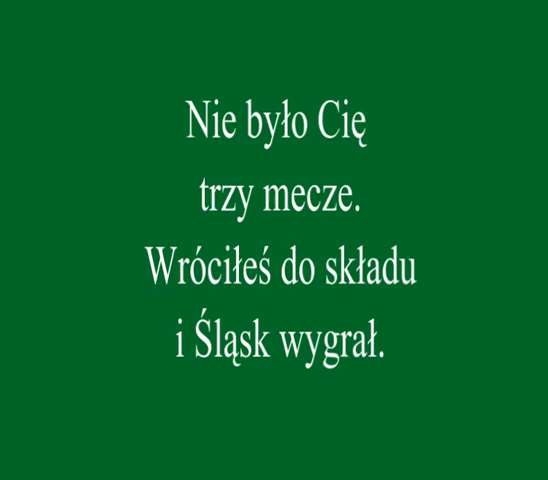 Nie było Cię
trzy mecze.
Wróciłeś do składu
i Śląsk wygrał.